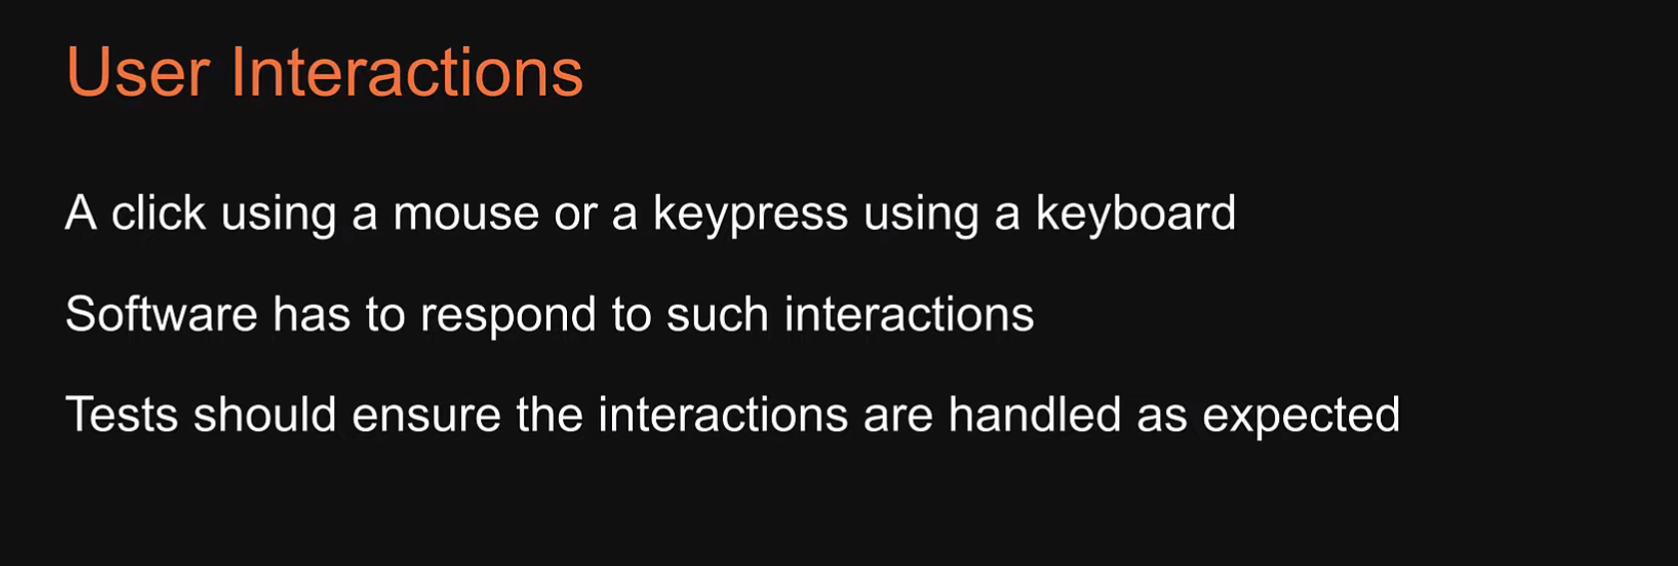 User Interactions
A click using a mouse or a keypress using a keyboard
Software has to respond to such interactions
Tests should ensure the interactions are handled as expected